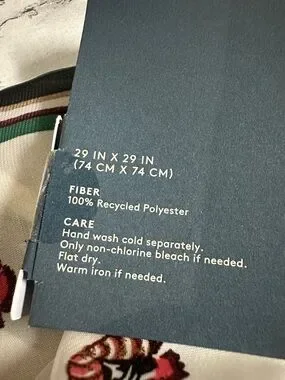 29 IN X 29 IN
(74 CM X 74 CM)
FIBER
100% Recycled Polyester
CARE
Hand wash cold separately.
Only non-chlorine bleach if needed.
Flat dry.
Warm iron if needed.